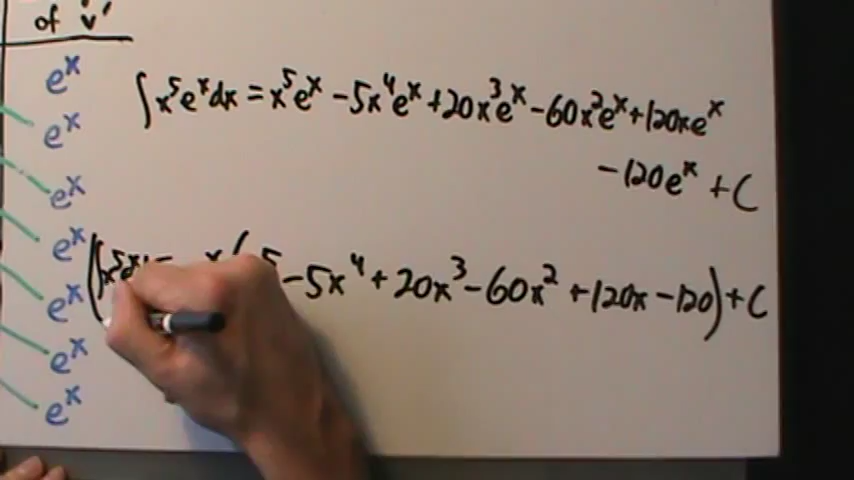 of 'v'
e^x
e^x
e^x
e^x
e^x
e^x
e^x
∫x^5e^xdx = x^5e^x - 5x^4e^x + 20x^3e^x - 60x^2e^x + 120xe^x
- 120e^x + C
- 5x^4 + 20x^3 - 60x^2 + 120x - 120) + C